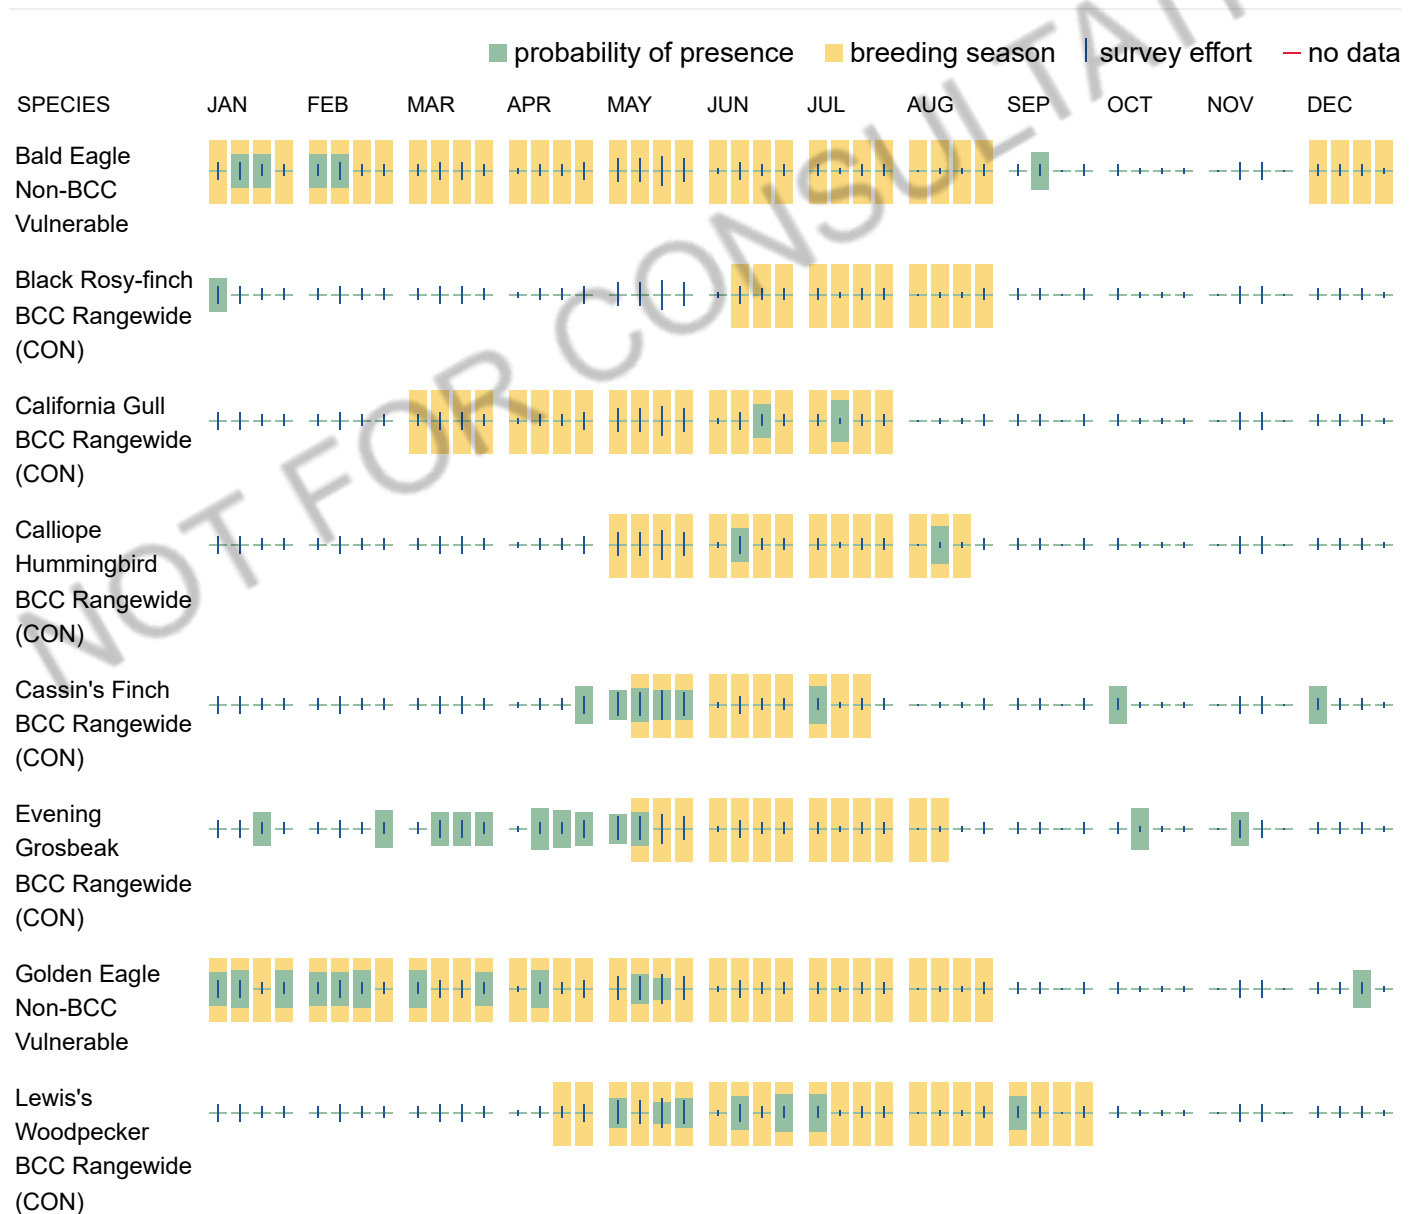 probability of presence breeding season survey effort no data
SPECIES JAN FEB MAR APR MAY JUN JUL AUG SEP OCT NOV DEC
Bald Eagle
Non-BCC
Vulnerable
Black Rosy-finch
BCC Rangewide
(CON)
California Gull
BCC Rangewide
(CON)
Calliope
Hummingbird
BCC Rangewide
(CON)
Cassin's Finch
BCC Rangewide
(CON)
Evening
Grosbeak
BCC Rangewide
(CON)
Golden Eagle
Non-BCC
Vulnerable
Lewis's
Woodpecker
BCC Rangewide
(CON)
NOT FOR CONSULTATI